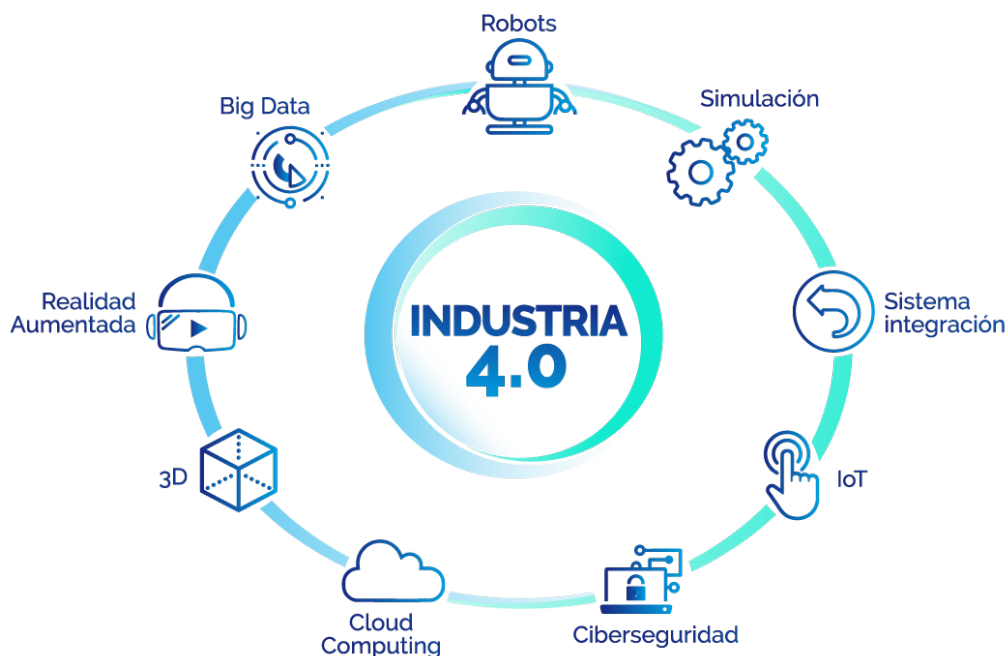 Robots
Simulación
Big Data
Realidad
Aumentada
INDUSTRIA
4.0
Sistema
integración
3D
IoT
Cloud
Computing
Ciberseguridad